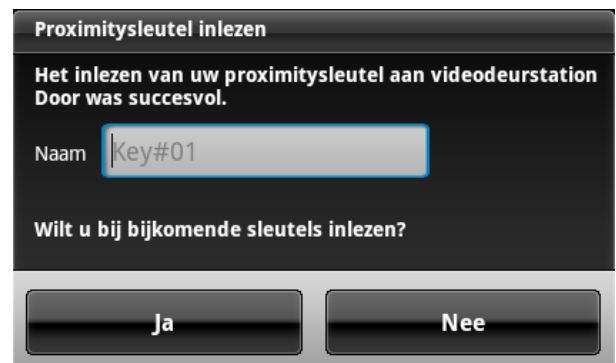 Proximitysleutel inlezen
Het inlezen van uw proximitysleutel aan videodeurstation
Door was succesvol.
Naam Key#01
Wilt u bij bijkomende sleutels inlezen?
Ja Nee